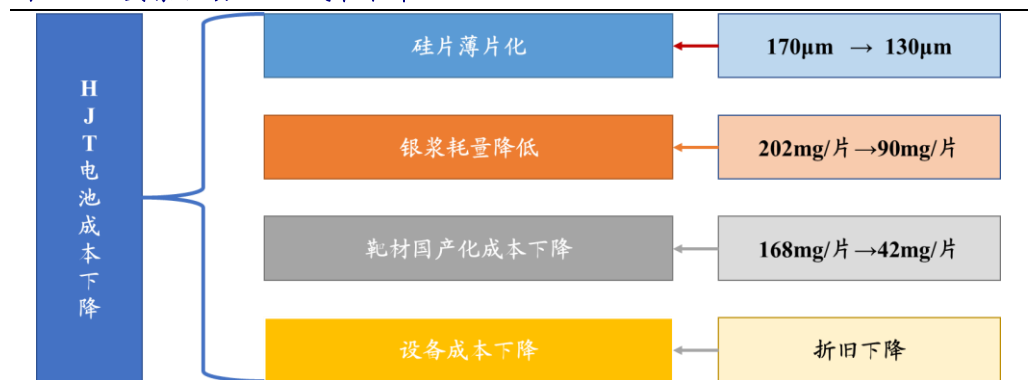 HJT电池成本下降
硅片薄片化
170μm → 130μm
银浆耗量降低
202mg/片→90mg/片
靶材国产化成本下降
168mg/片→42mg/片
设备成本下降
折旧下降